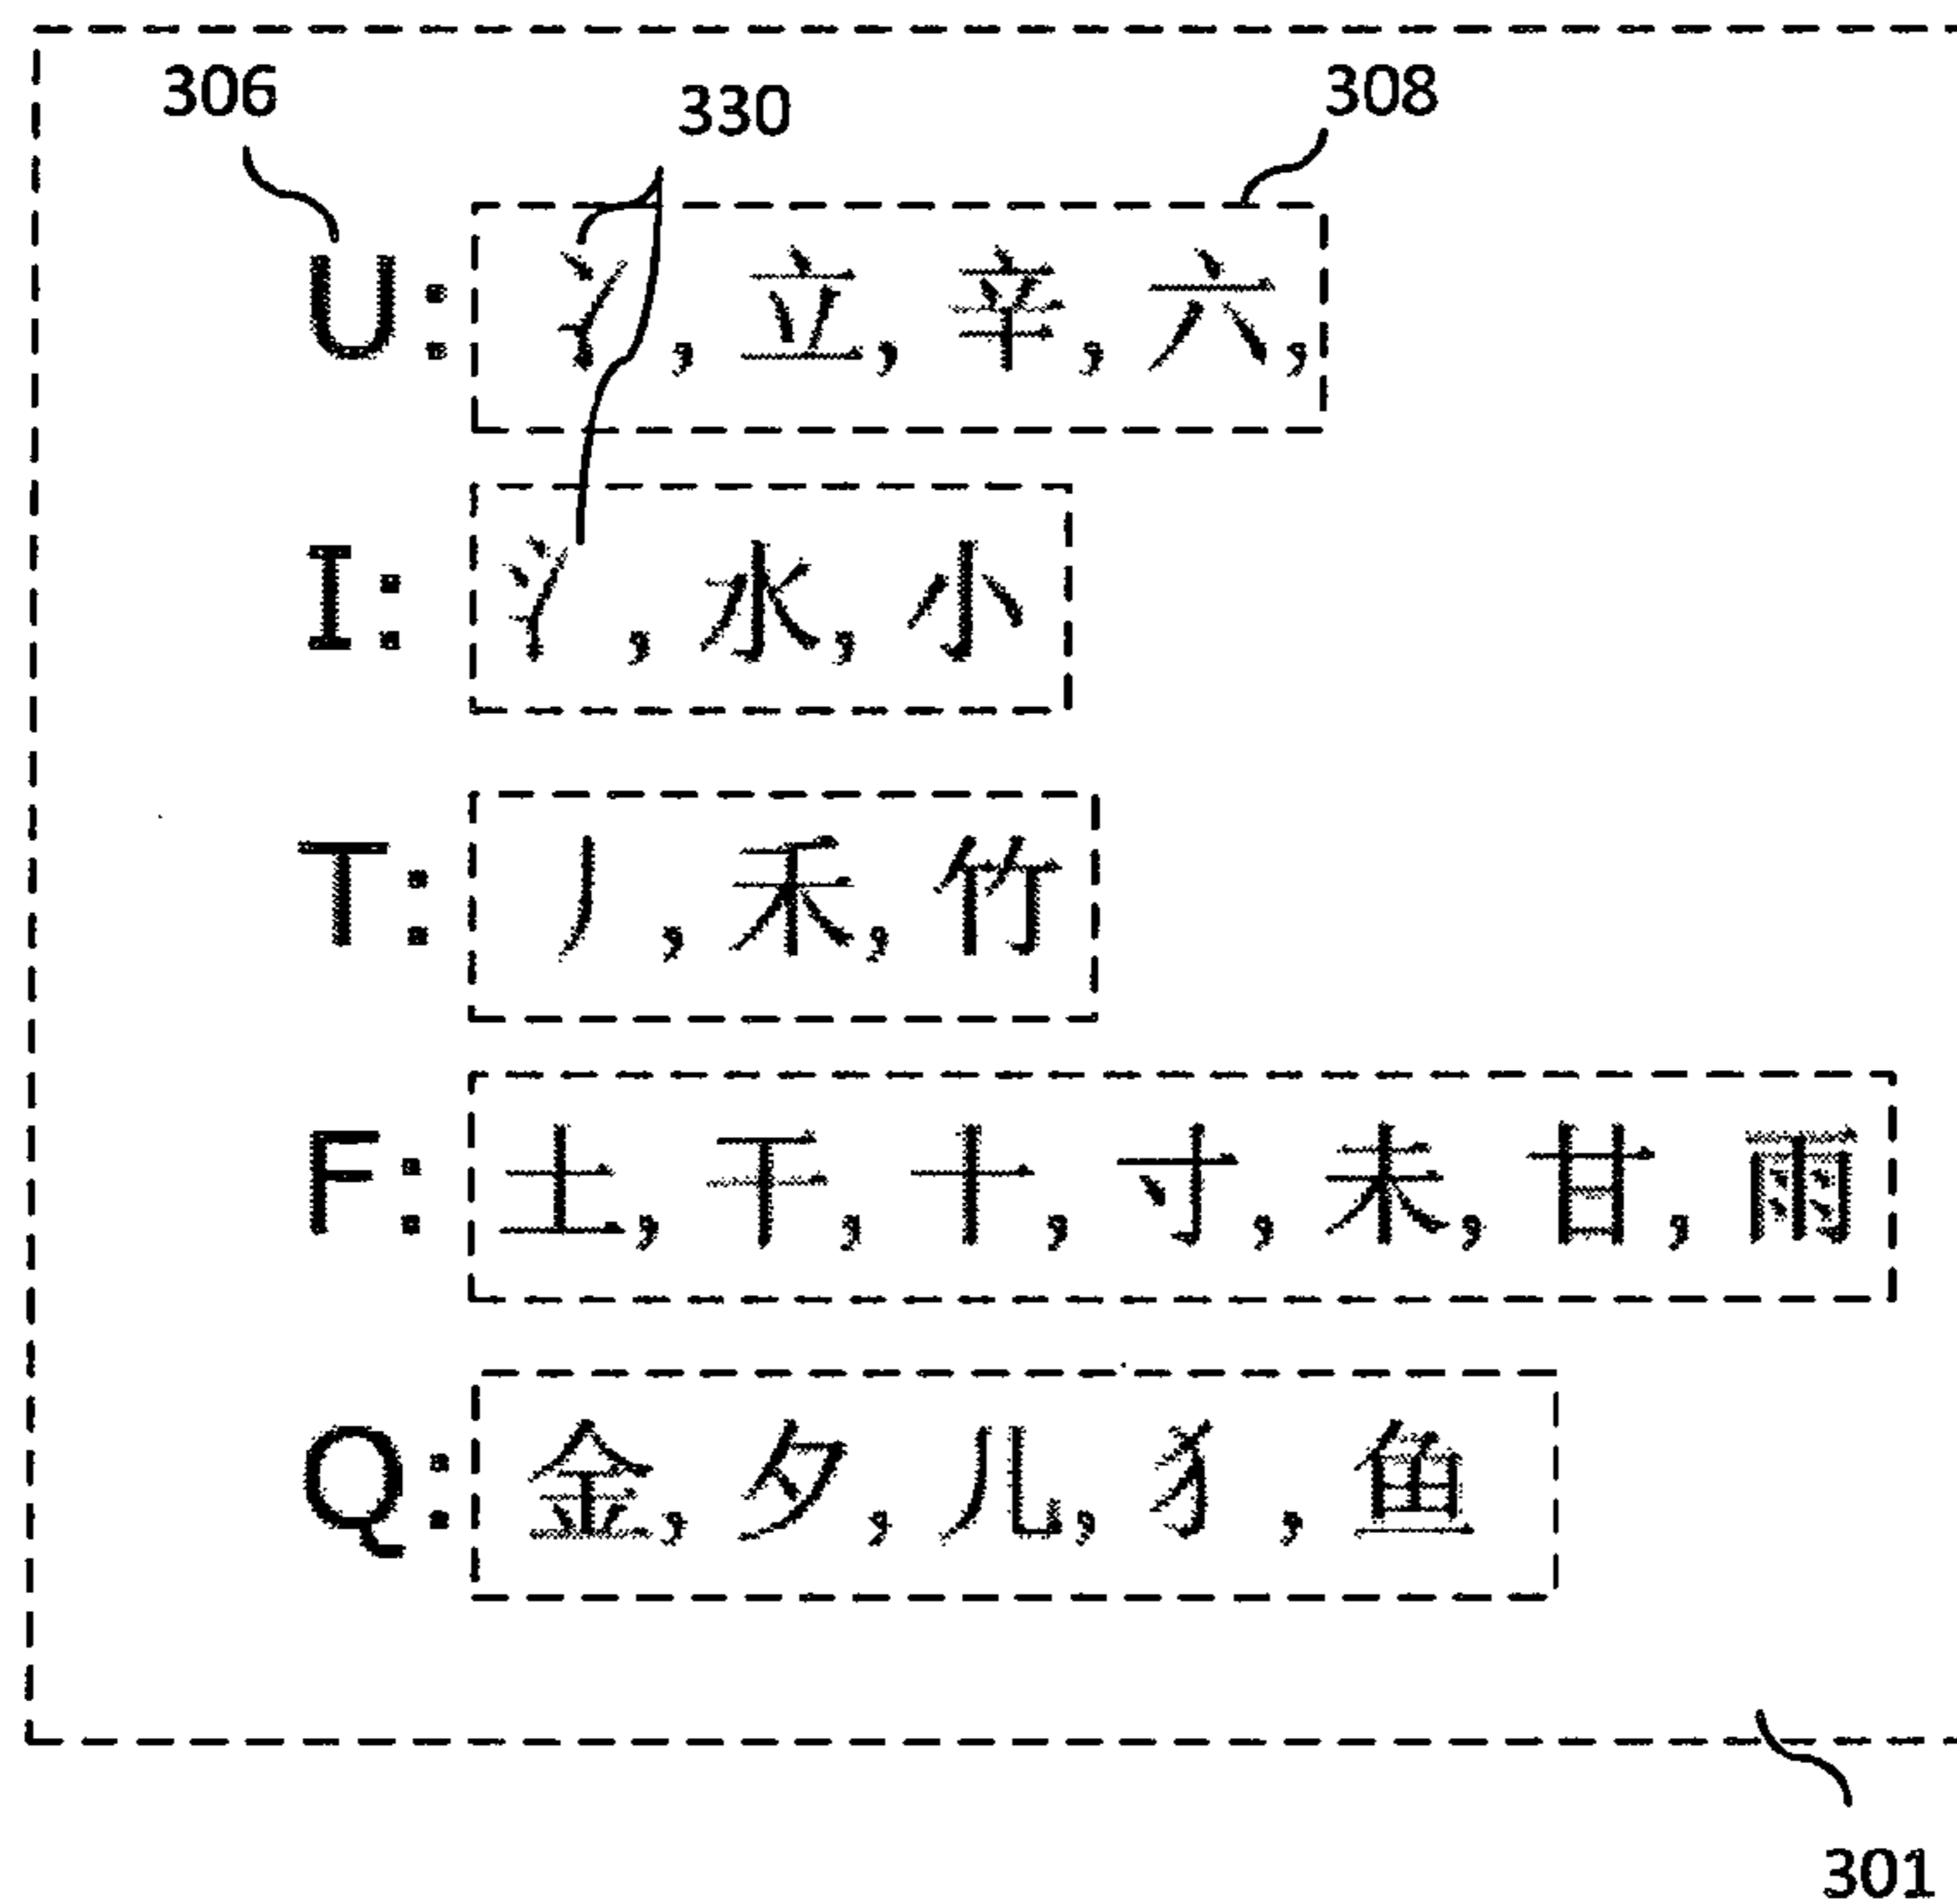 306 330 308
U: 冫, 立, 辛, 六,
I: 氵, 水, 小
T: 丿, 禾, 竹
F: 土, 干, 十, 寸, 未, 甘, 雨
Q: 金, 夕, 儿, 犭, 鱼
301